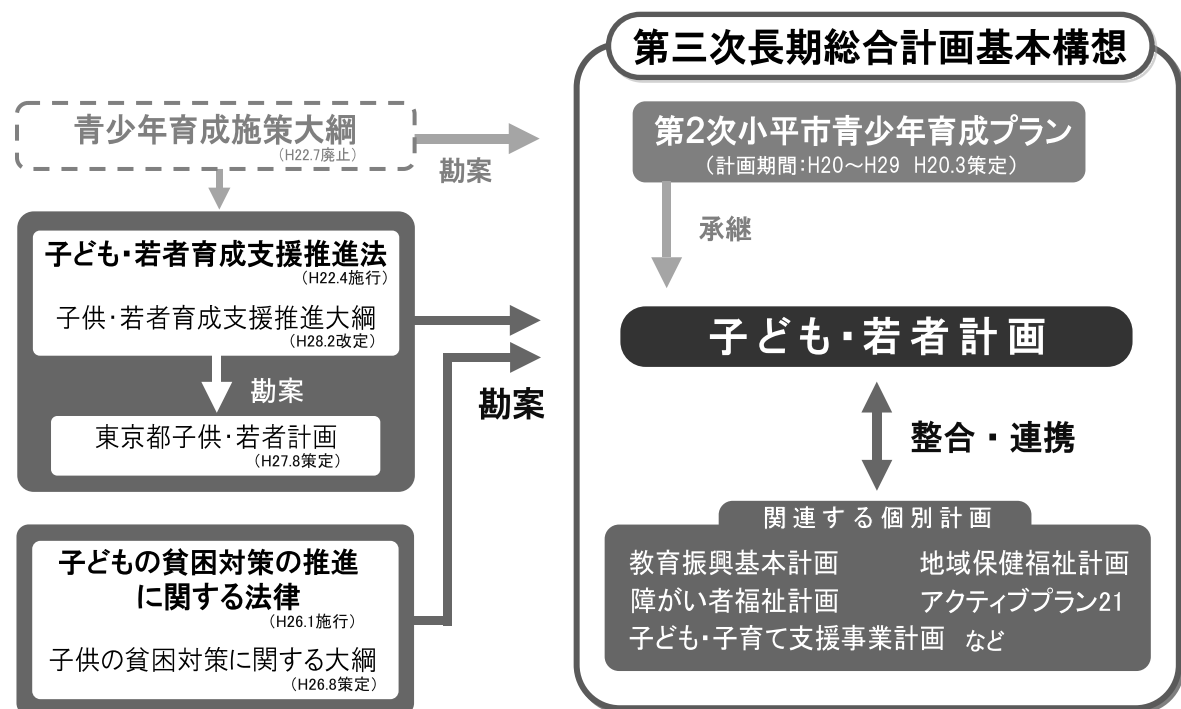 青少年育成施策大綱
(H22.7廃止)
勘案
子ども・若者育成支援推進法
(H22.4施行)
子供・若者育成支援推進大綱
(H28.2改定)
勘案
東京都子供・若者計画
(H27.8策定)
子どもの貧困対策の推進
に関する法律
(H26.1施行)
子供の貧困対策に関する大綱
(H26.8策定)
勘案
第三次長期総合計画基本構想
第2次小平市青少年育成プラン
(計画期間:H20~H29 H20.3策定)
承継
子ども・若者計画
整合・連携
関連する個別計画
教育振興基本計画 地域保健福祉計画
障がい者福祉計画 アクティブプラン21
子ども・子育て支援事業計画 など